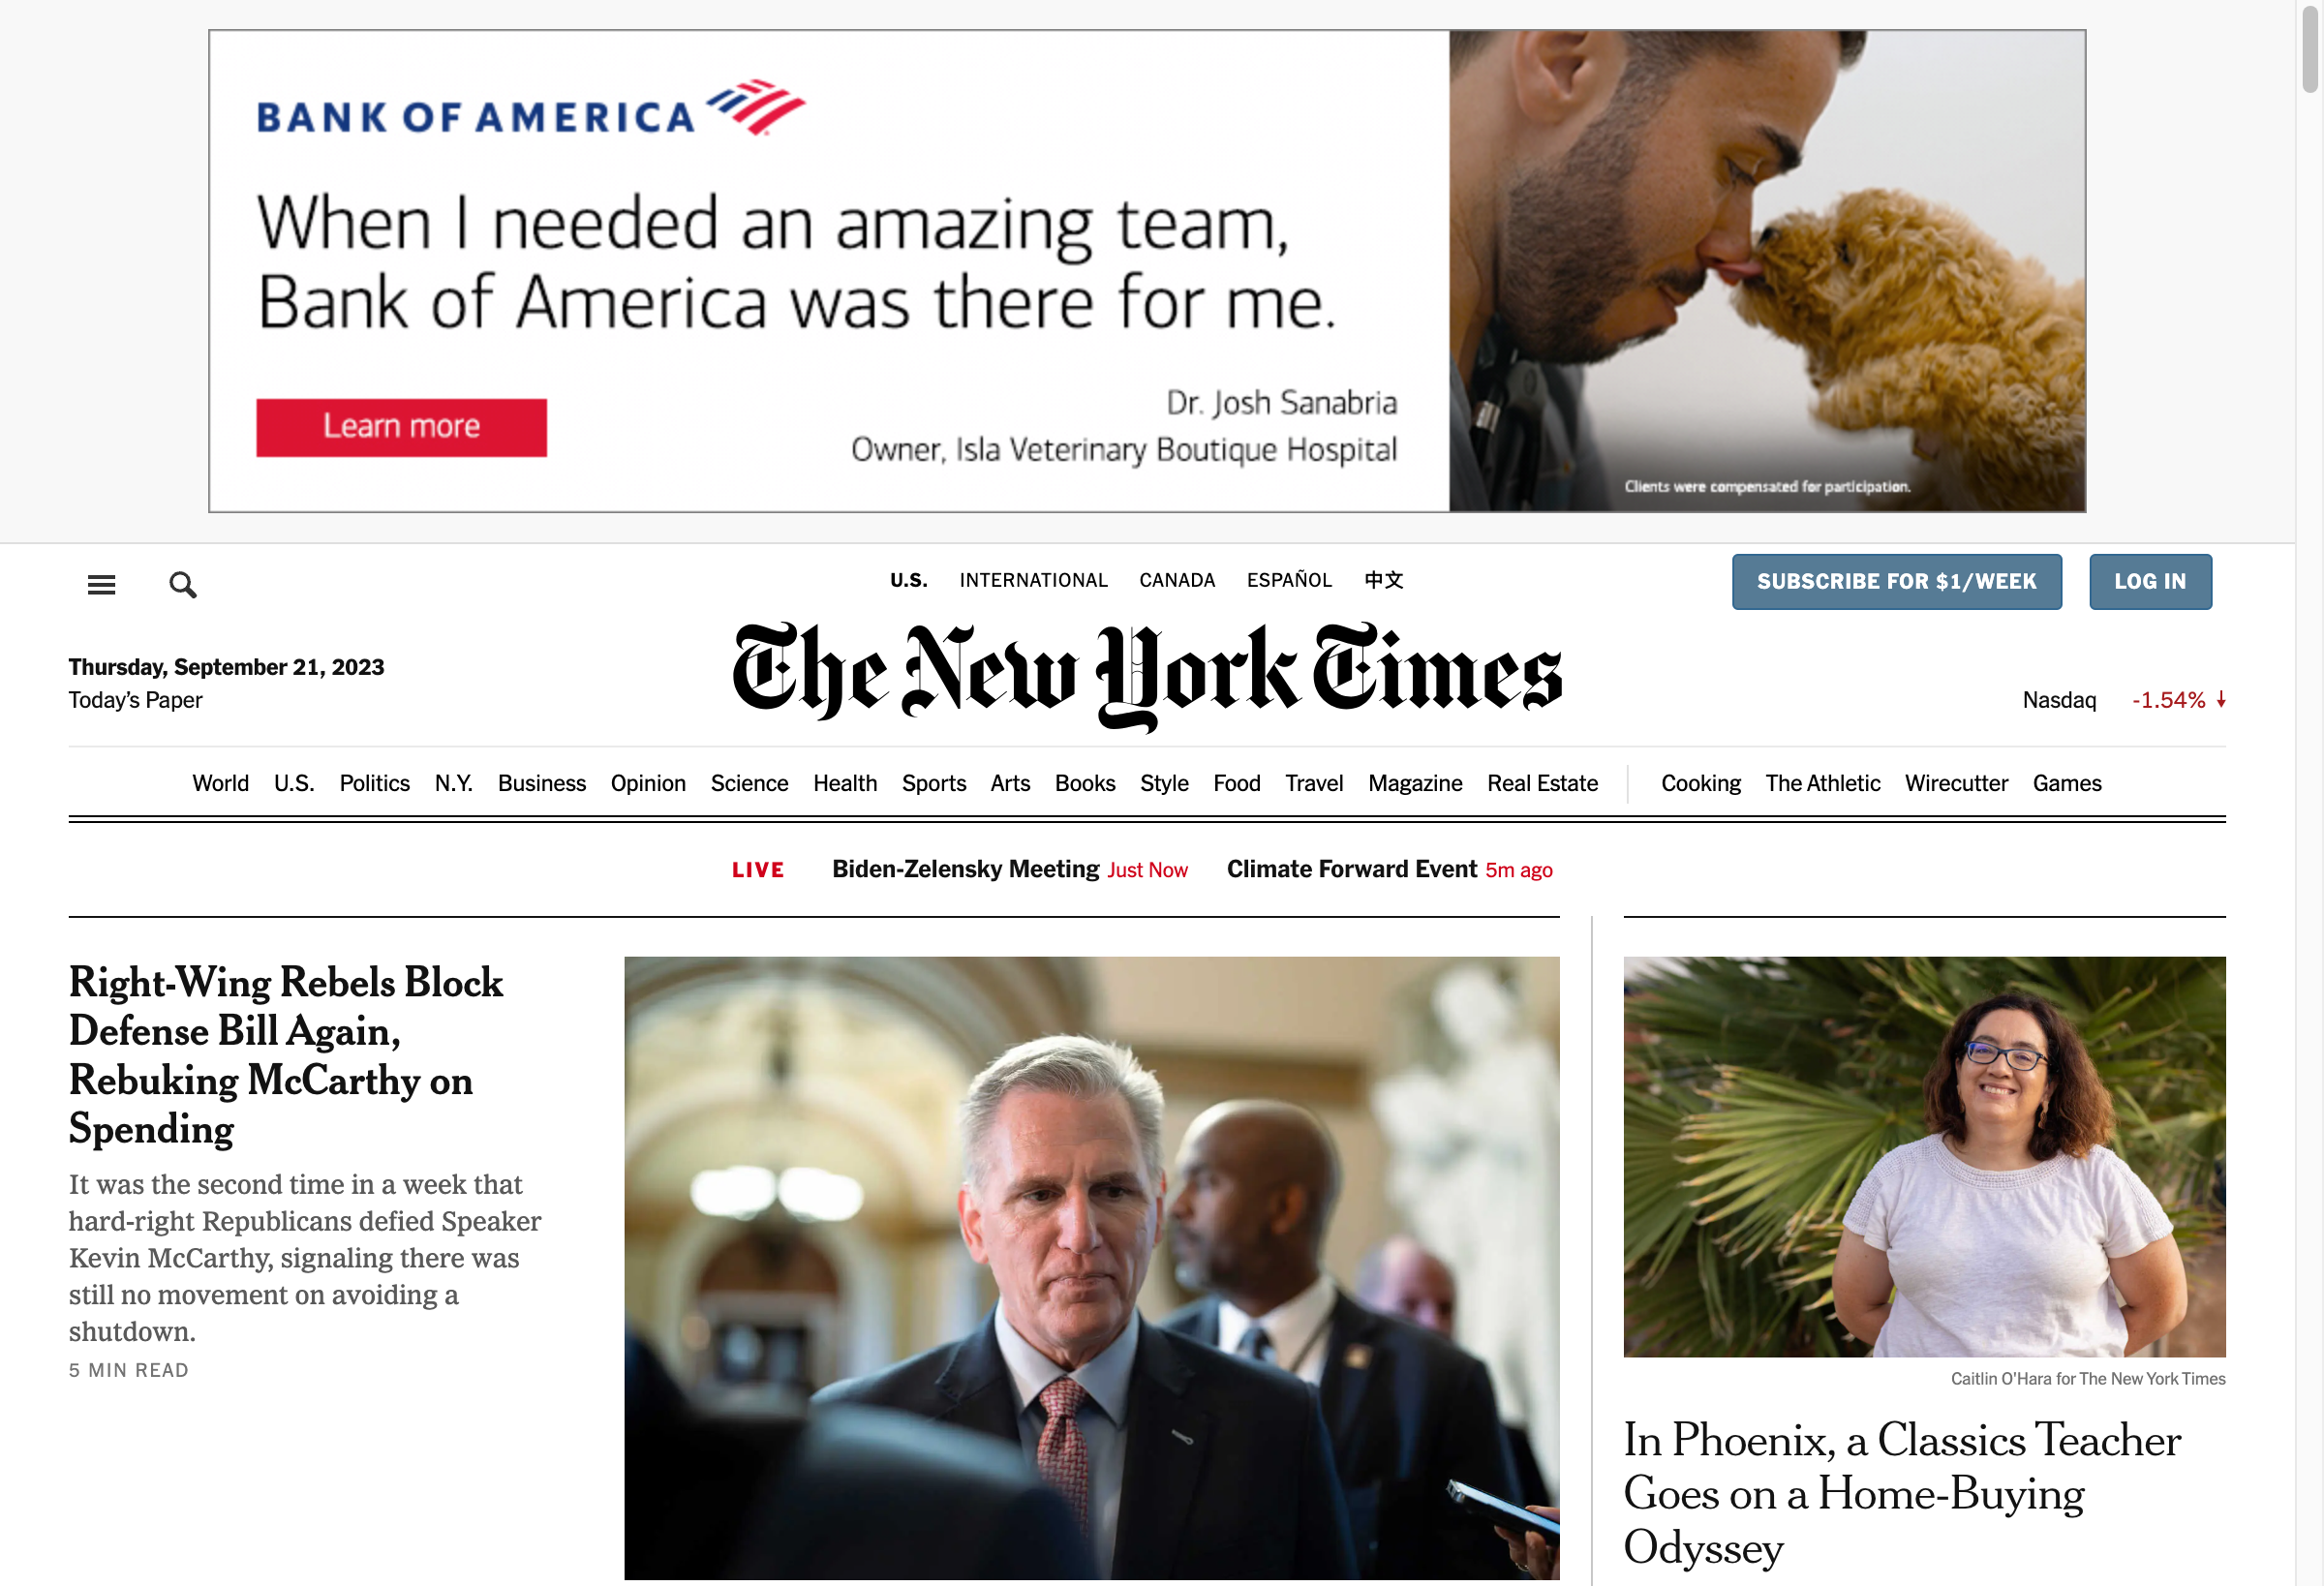 BANK OF AMERICA
When I needed an amazing team,
Bank of America was there for me.
Learn more
Dr. Josh Sanabria
Owner, Isla Veterinary Boutique Hospital
Clients were compensated for participation.
U.S. INTERNATIONAL CANADA ESPAÑOL 中文
SUBSCRIBE FOR $1/WEEK LOG IN
The New York Times
Thursday, September 21, 2023
Today’s Paper
Nasdaq -1.54% ↓
World U.S. Politics N.Y. Business Opinion Science Health Sports Arts Books Style Food Travel Magazine Real Estate Cooking The Athletic Wirecutter Games
LIVE Biden-Zelensky Meeting Just Now Climate Forward Event 5m ago
Right-Wing Rebels Block
Defense Bill Again,
Rebuking McCarthy on
Spending
It was the second time in a week that
hard-right Republicans defied Speaker
Kevin McCarthy, signaling there was
still no movement on avoiding a
shutdown.
5 MIN READ
Caitlin O’Hara for The New York Times
In Phoenix, a Classics Teacher
Goes on a Home-Buying
Odyssey